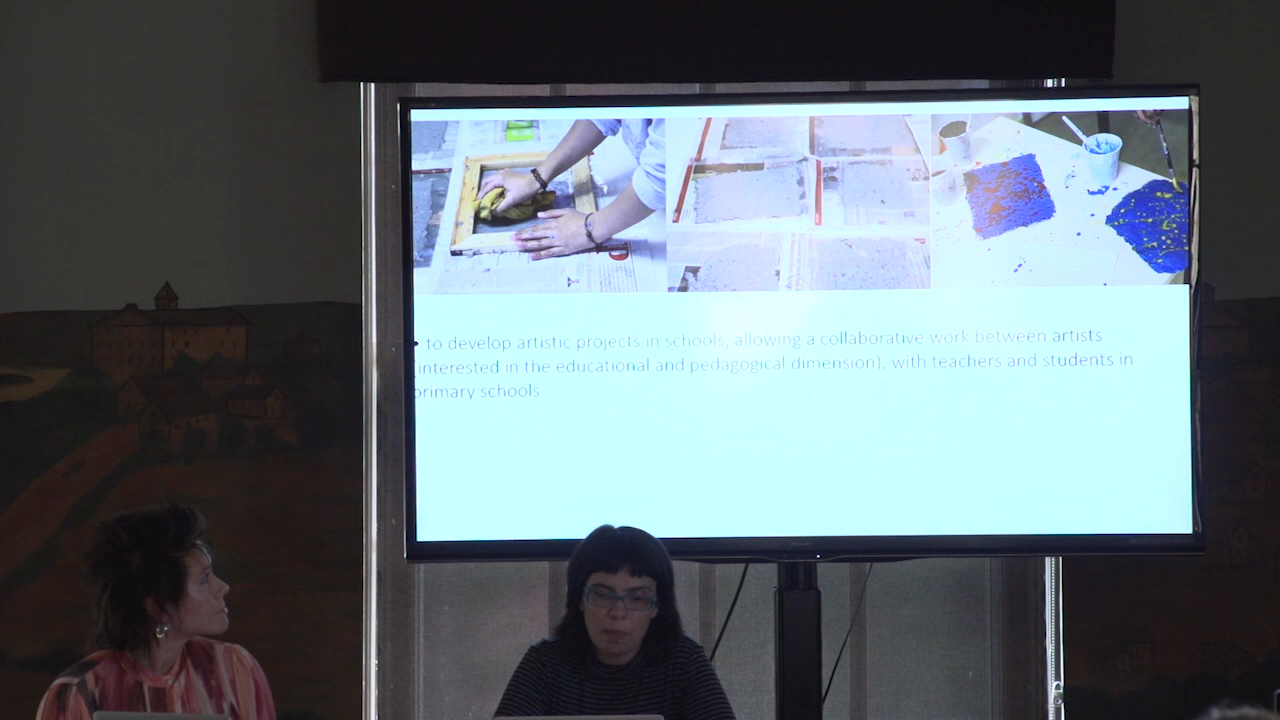 • to develop artistic projects in schools, allowing a collaborative work between artists
(interested in the educational and pedagogical dimension), with teachers and students in
primary schools